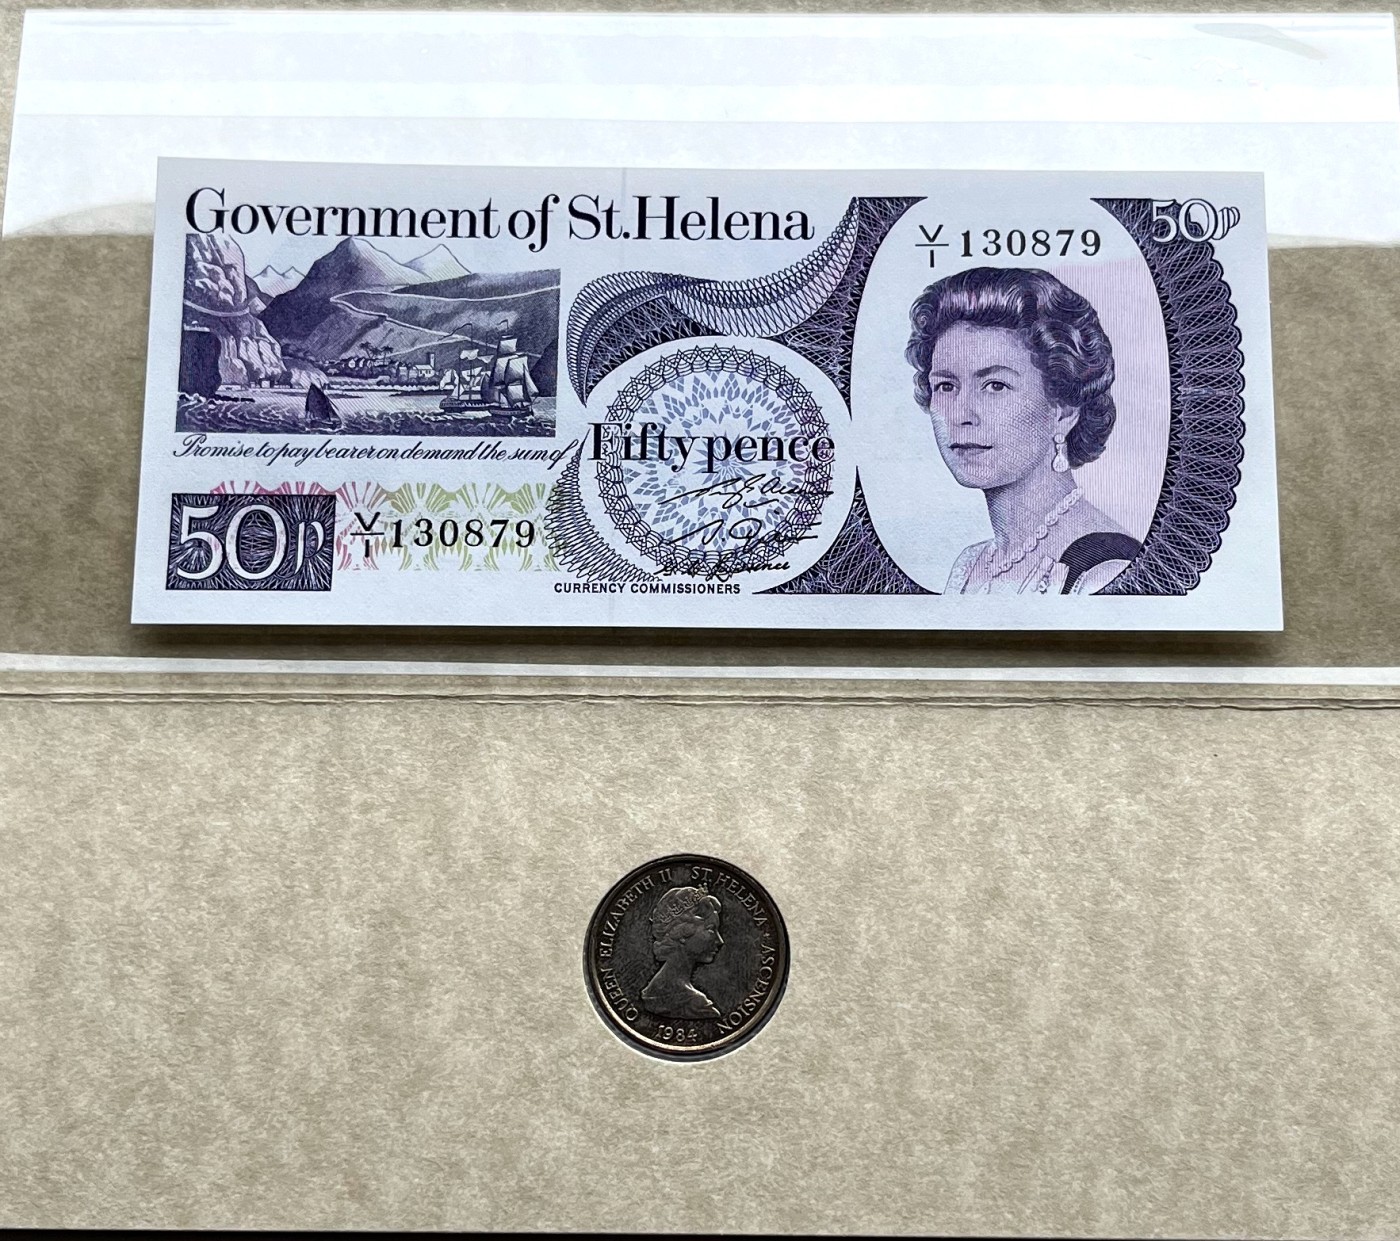 Government of St. Helena
50p
V/1 130879
Promise to pay bearer on demand the sum of
Fifty pence
50p
V/1 130879
CURRENCY COMMISSIONERS
QUEEN ELIZABETH II ST. HELENA · ASCENSION
1984